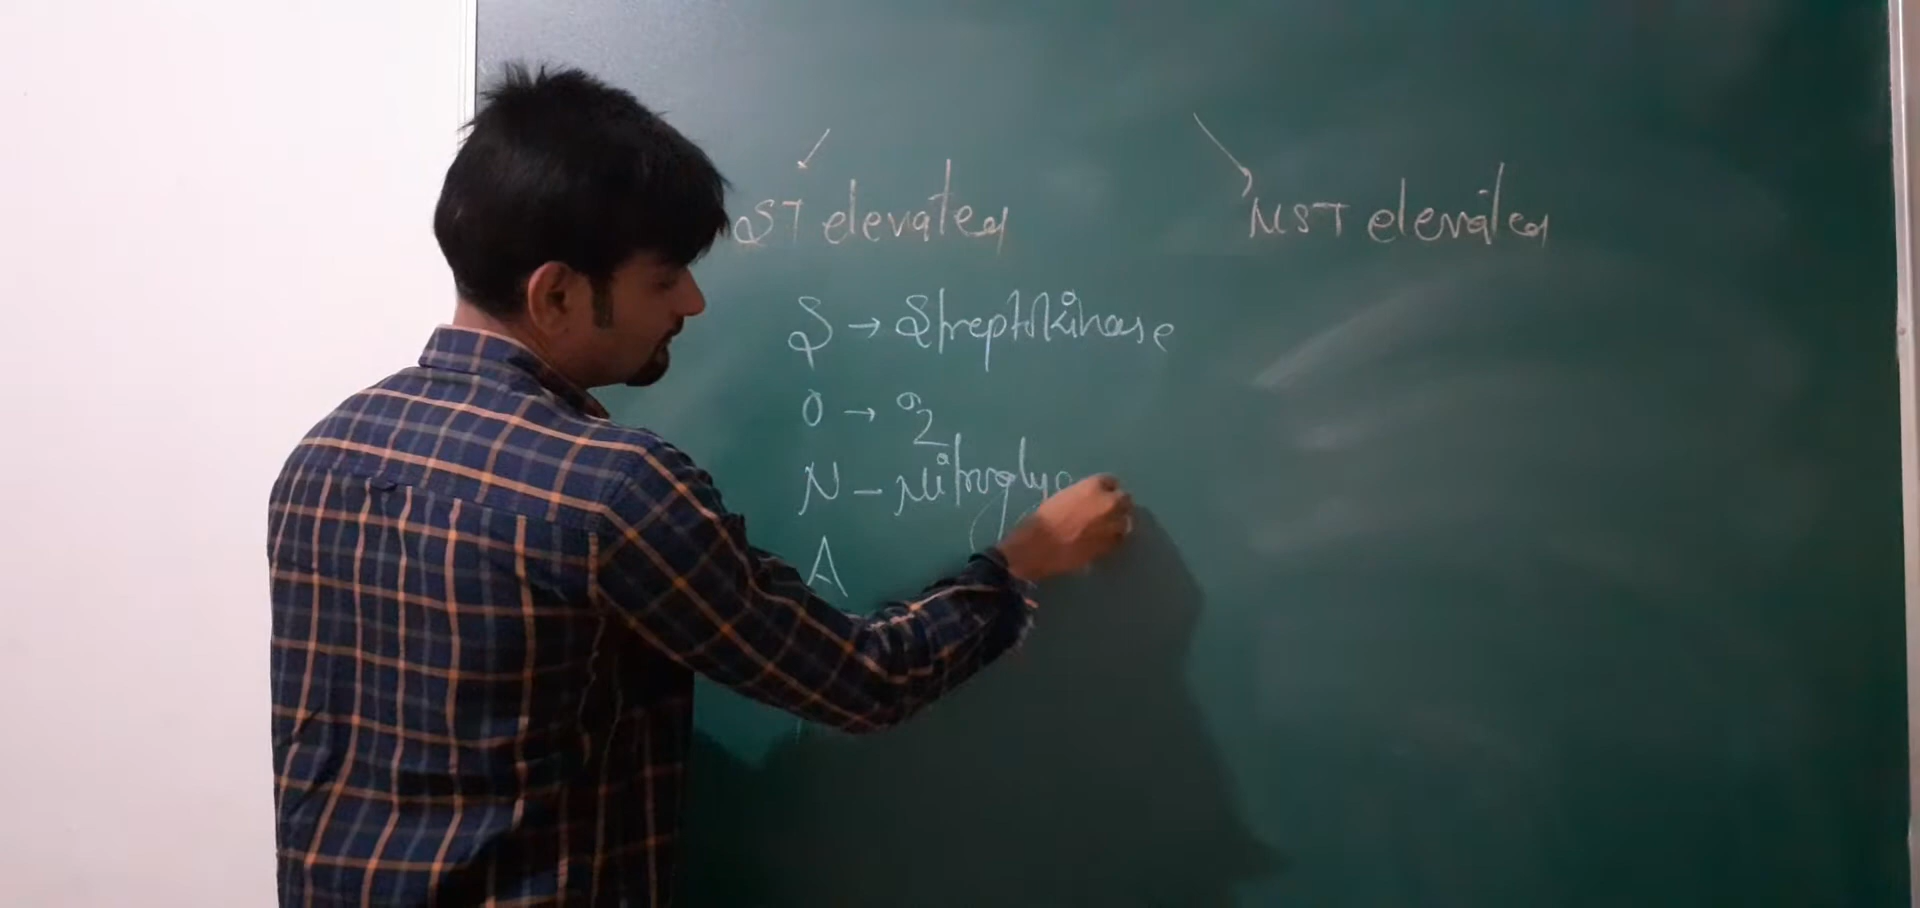 ST elevated
NST elevated
S → Streptokinase
O → O2
N - Nitroglyc
A